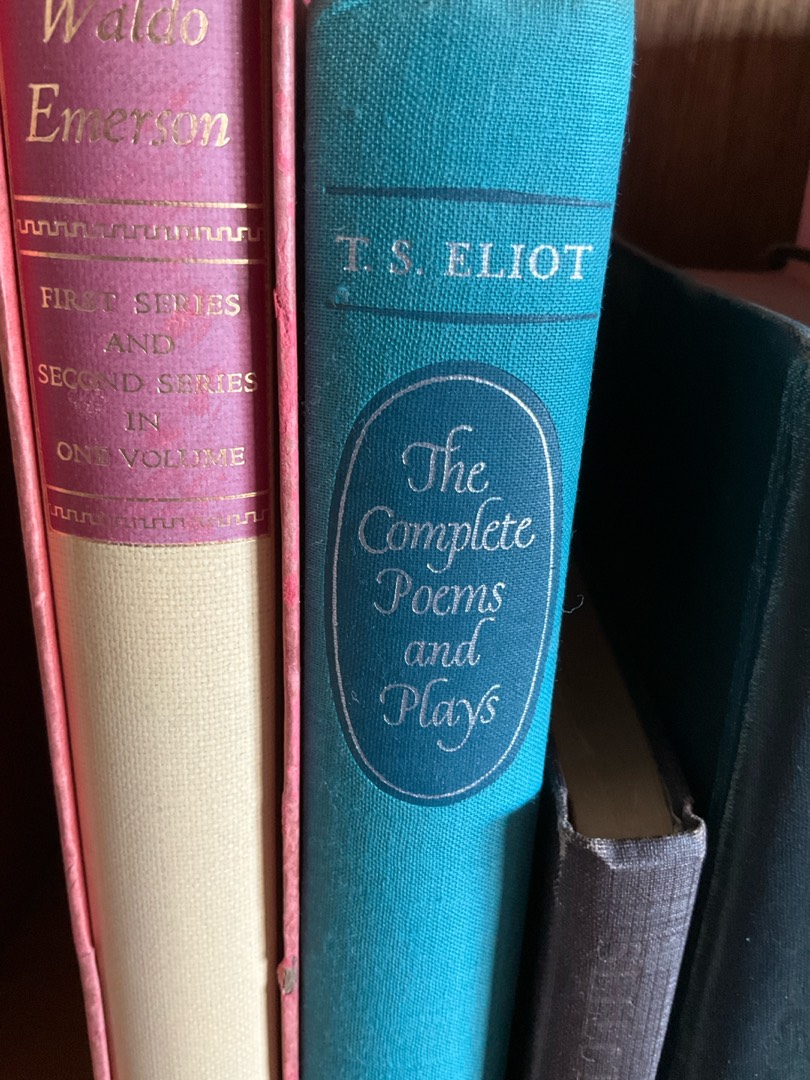 Waldo
Emerson
FIRST SERIES
AND
SECOND SERIES
IN
ONE VOLUME
T. S. ELIOT
The
Complete
Poems
and
Plays